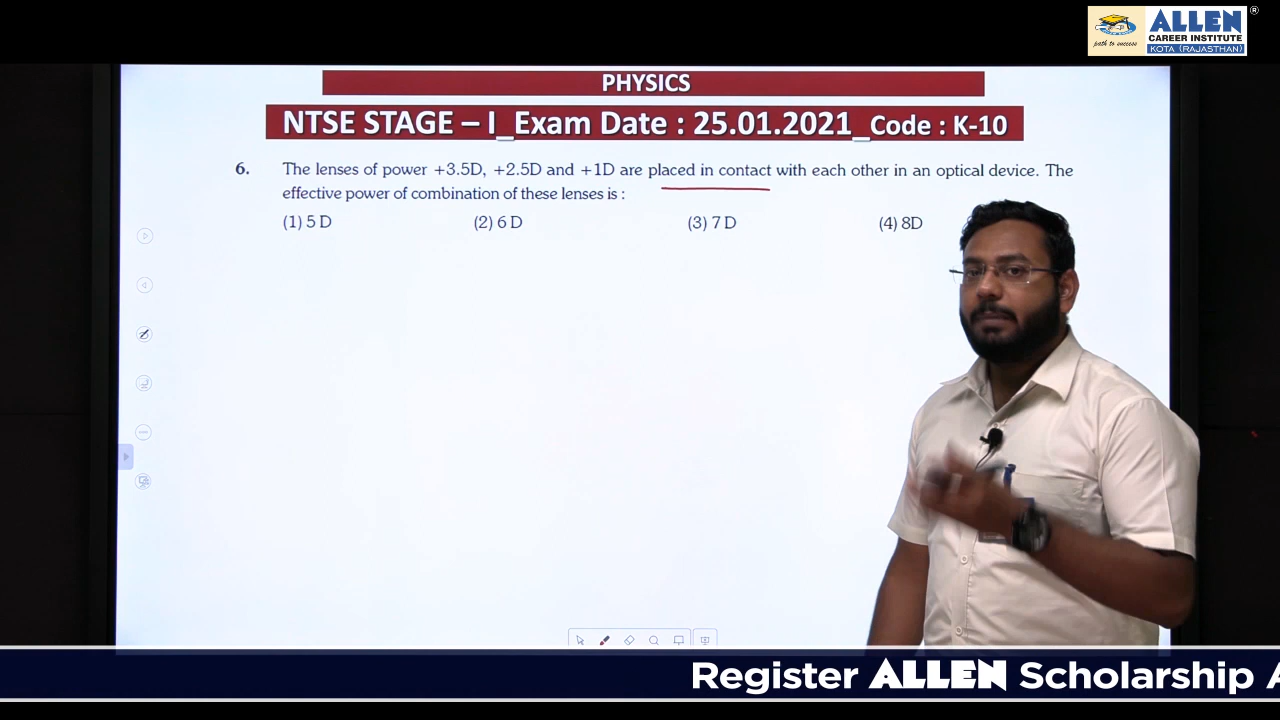 ALLEN
CAREER INSTITUTE
KOTA (RAJASTHAN)
path to success
®
PHYSICS
NTSE STAGE – I_Exam Date : 25.01.2021_Code : K-10
6. The lenses of power +3.5D, +2.5D and +1D are placed in contact with each other in an optical device. The
effective power of combination of these lenses is :
(1) 5 D (2) 6 D (3) 7 D (4) 8D
Register ALLEN Scholarship A